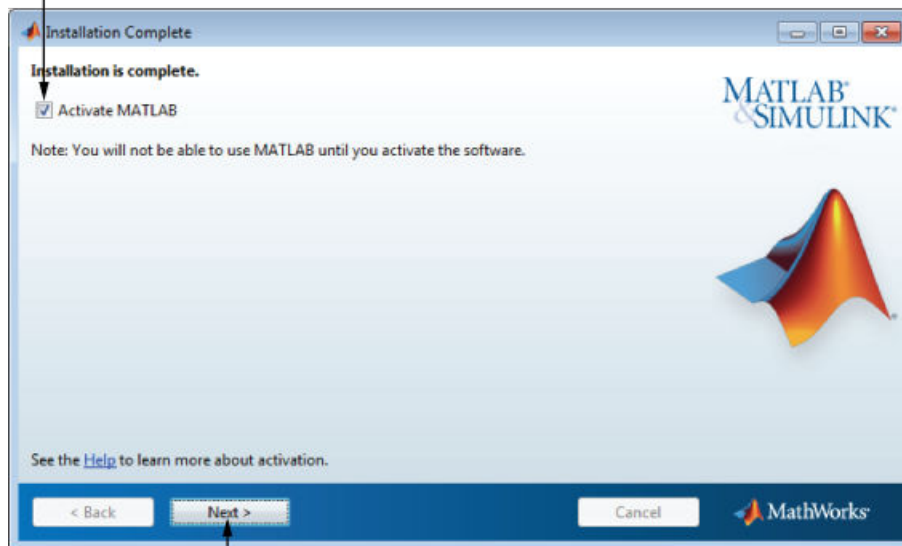 Installation Complete
Installation is complete.
Activate MATLAB
Note: You will not be able to use MATLAB until you activate the software.
MATLAB®
&SIMULINK®
See the Help to learn more about activation.
< Back
Next >
Cancel
MathWorks®